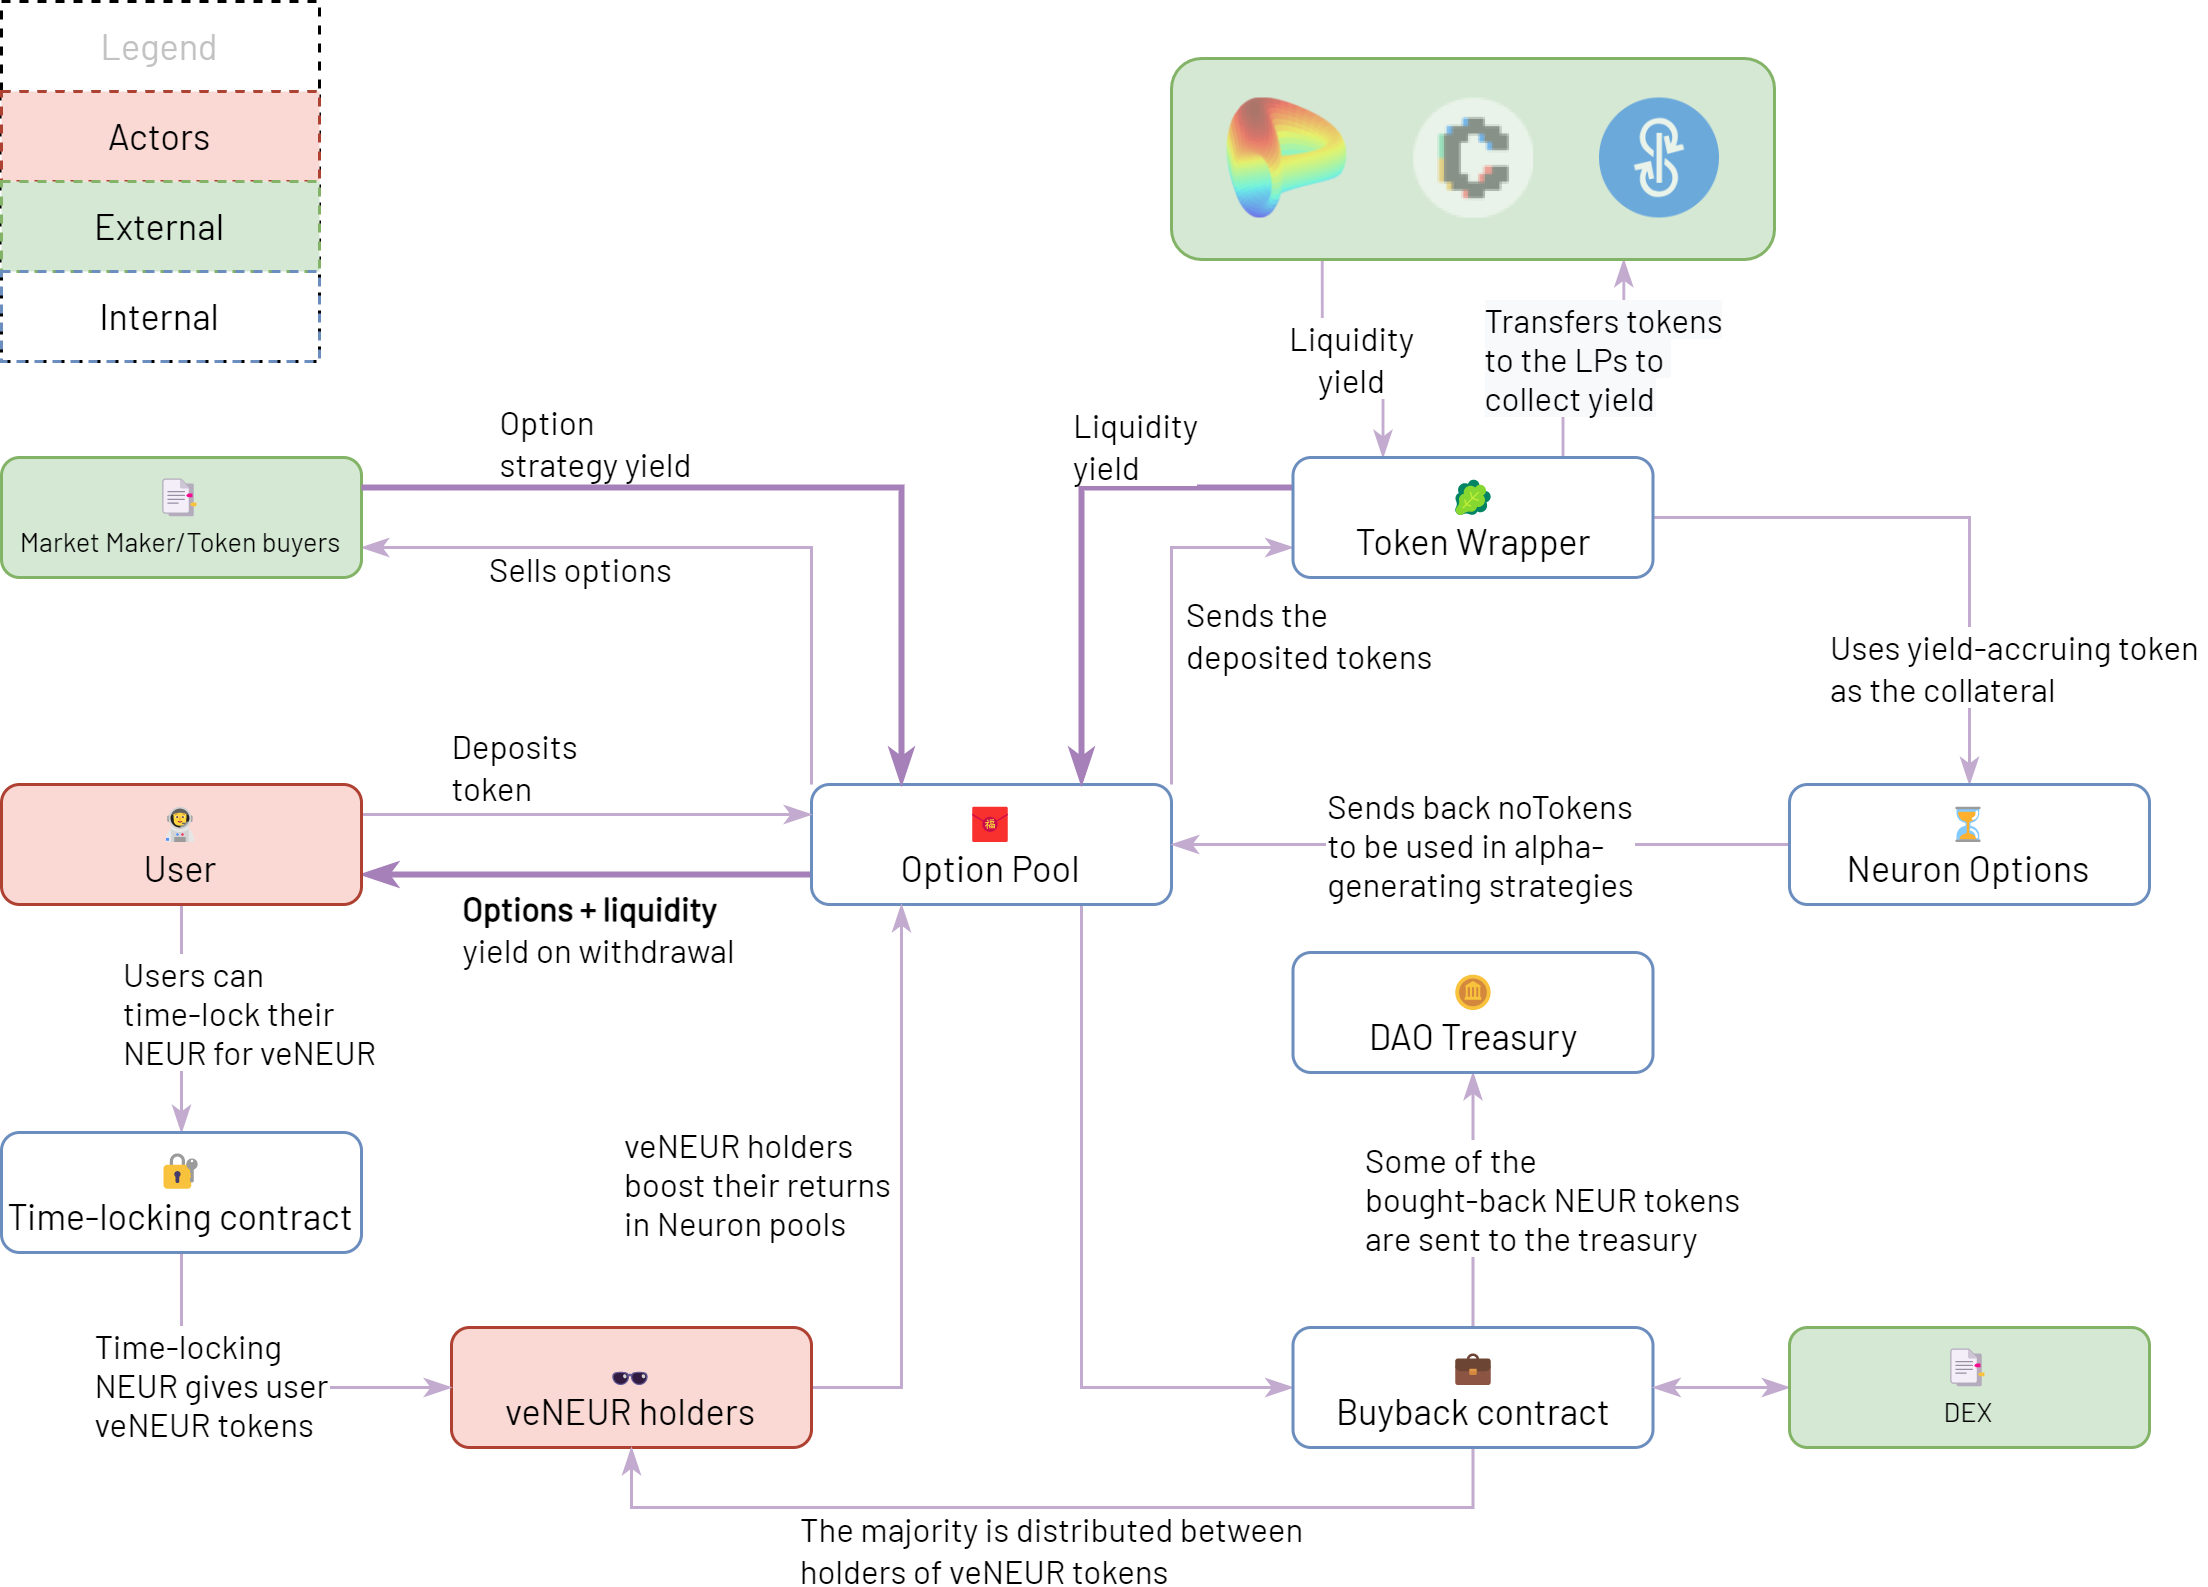 Legend
Actors
External
Internal
Liquidity
yield
Transfers tokens
to the LPs to
collect yield
Option
strategy yield
Liquidity
yield
Market Maker/Token buyers
Sells options
Token Wrapper
Sends the
deposited tokens
Uses yield-accruing token
as the collateral
Deposits
token
User
Option Pool
福
Sends back noTokens
to be used in alpha-
generating strategies
Neuron Options
Options + liquidity
yield on withdrawal
Users can
time-lock their
NEUR for veNEUR
DAO Treasury
Time-locking contract
veNEUR holders
boost their returns
in Neuron pools
Some of the
bought-back NEUR tokens
are sent to the treasury
Time-locking
NEUR gives user
veNEUR tokens
veNEUR holders
Buyback contract
DEX
The majority is distributed between
holders of veNEUR tokens